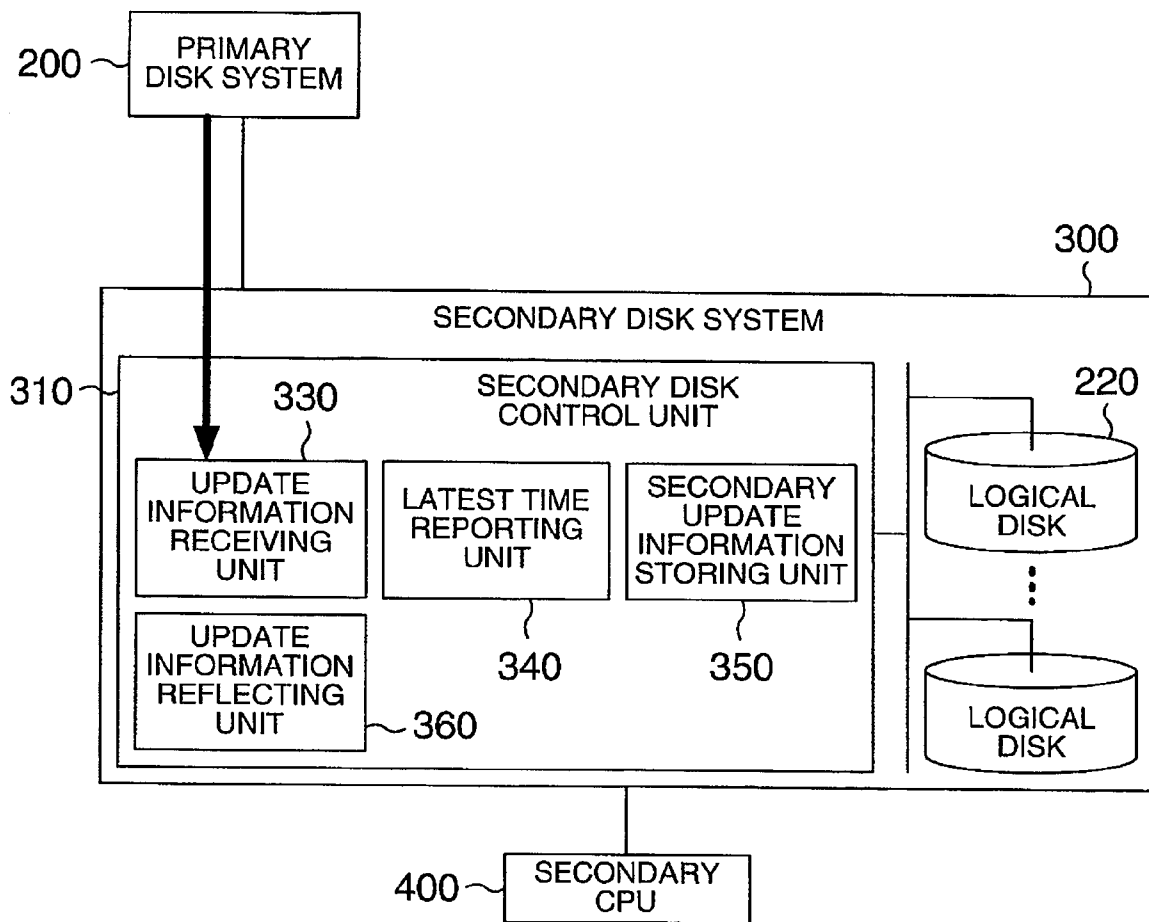 200
PRIMARY
DISK SYSTEM
300
SECONDARY DISK SYSTEM
310
SECONDARY DISK
CONTROL UNIT
220
330
UPDATE
INFORMATION
RECEIVING
UNIT
LATEST TIME
REPORTING
UNIT
SECONDARY
UPDATE
INFORMATION
STORING UNIT
LOGICAL
DISK
340
350
UPDATE
INFORMATION
REFLECTING
UNIT
360
LOGICAL
DISK
400
SECONDARY
CPU